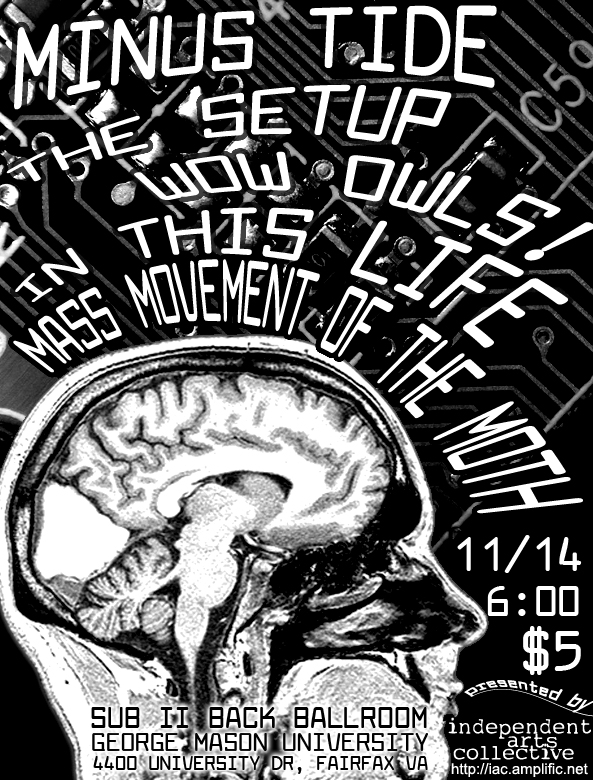 MINUS TIDE
THE SETUP
WOW OWLS!
IN THIS LIFE
MASS MOVEMENT OF THE MOTH
11/14
6:00
$5
presented by
independent
arts
collective
http://iac.amplific.net
SUB II BACK BALLROOM
GEORGE MASON UNIVERSITY
4400 UNIVERSITY DR, FAIRFAX VA
C50
4